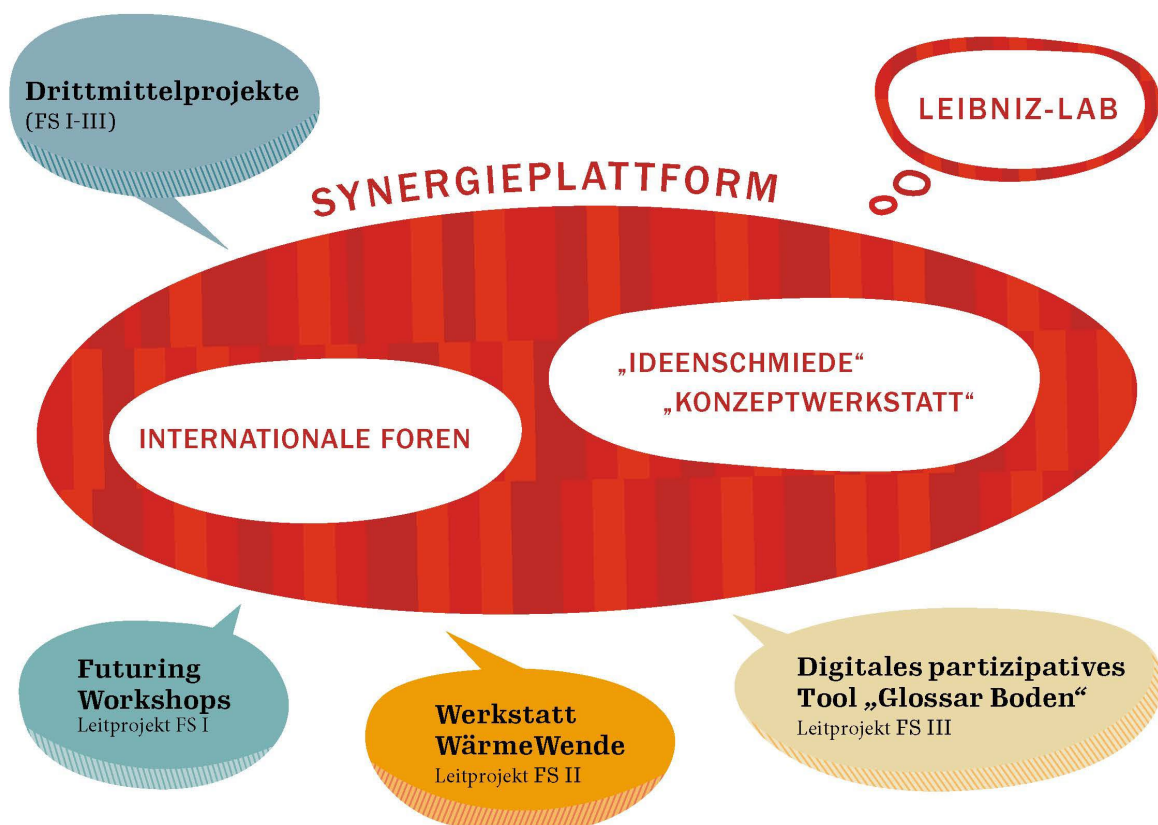 Drittmittelprojekte
(FS I-III)
LEIBNIZ-LAB
SYNERGIEPLATTFORM
„IDEENSCHMIEDE“
„KONZEPTWERKSTATT“
INTERNATIONALE FOREN
Futuring
Workshops
Leitprojekt FS I
Werkstatt
WärmeWende
Leitprojekt FS II
Digitales partizipatives
Tool „Glossar Boden“
Leitprojekt FS III